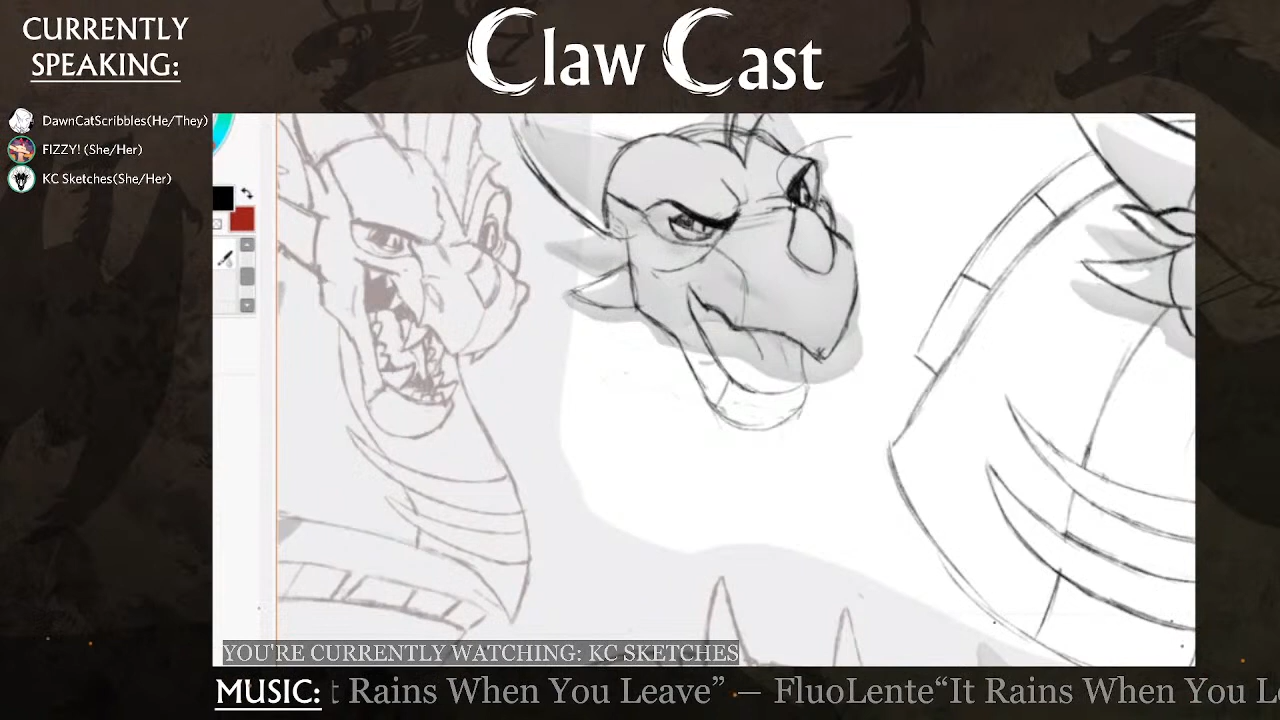 CURRENTLY
SPEAKING:
Claw Cast
DawnCatScribbles(He/They)
FIZZY! (She/Her)
KC Sketches(She/Her)
YOU'RE CURRENTLY WATCHING: KC SKETCHES
MUSIC: t Rains When You Leave” – FluoLente“It Rains When You L